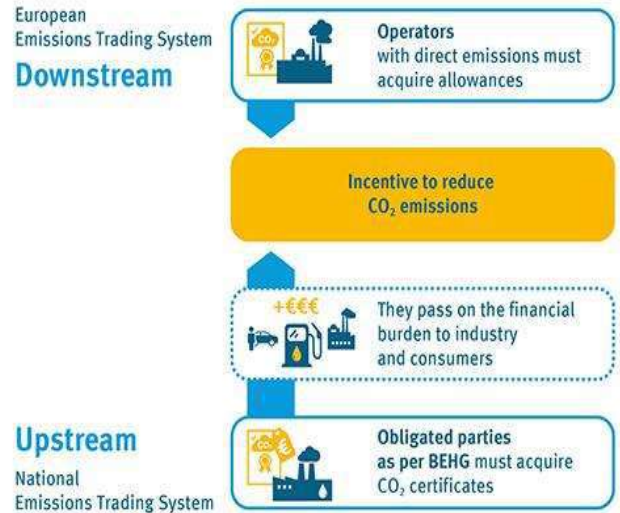 European
Emissions Trading System
Downstream
CO₂
Operators
with direct emissions must
acquire allowances
Incentive to reduce
CO₂ emissions
+€€€
They pass on the financial
burden to industry
and consumers
Upstream
National
Emissions Trading System
CO₂
€
Obligated parties
as per BEHG must acquire
CO₂ certificates